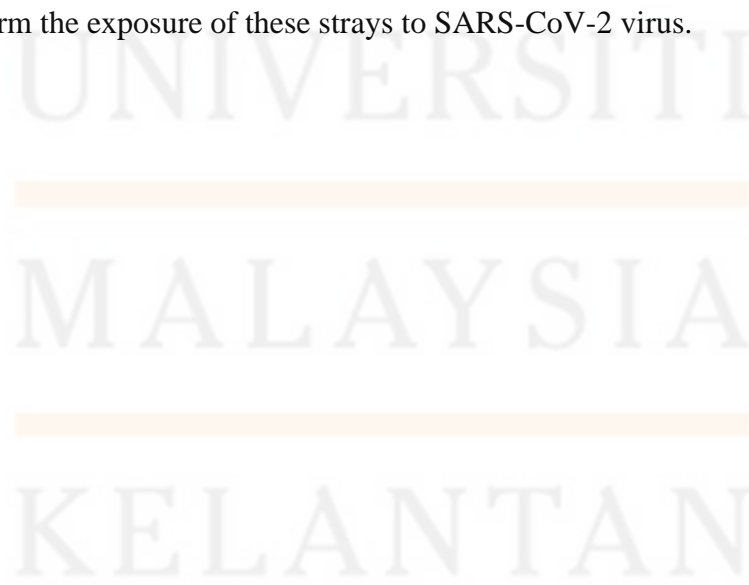 rm the exposure of these strays to SARS-CoV-2 virus.
UNIVERSITI
MALAYSIA
KELANTAN